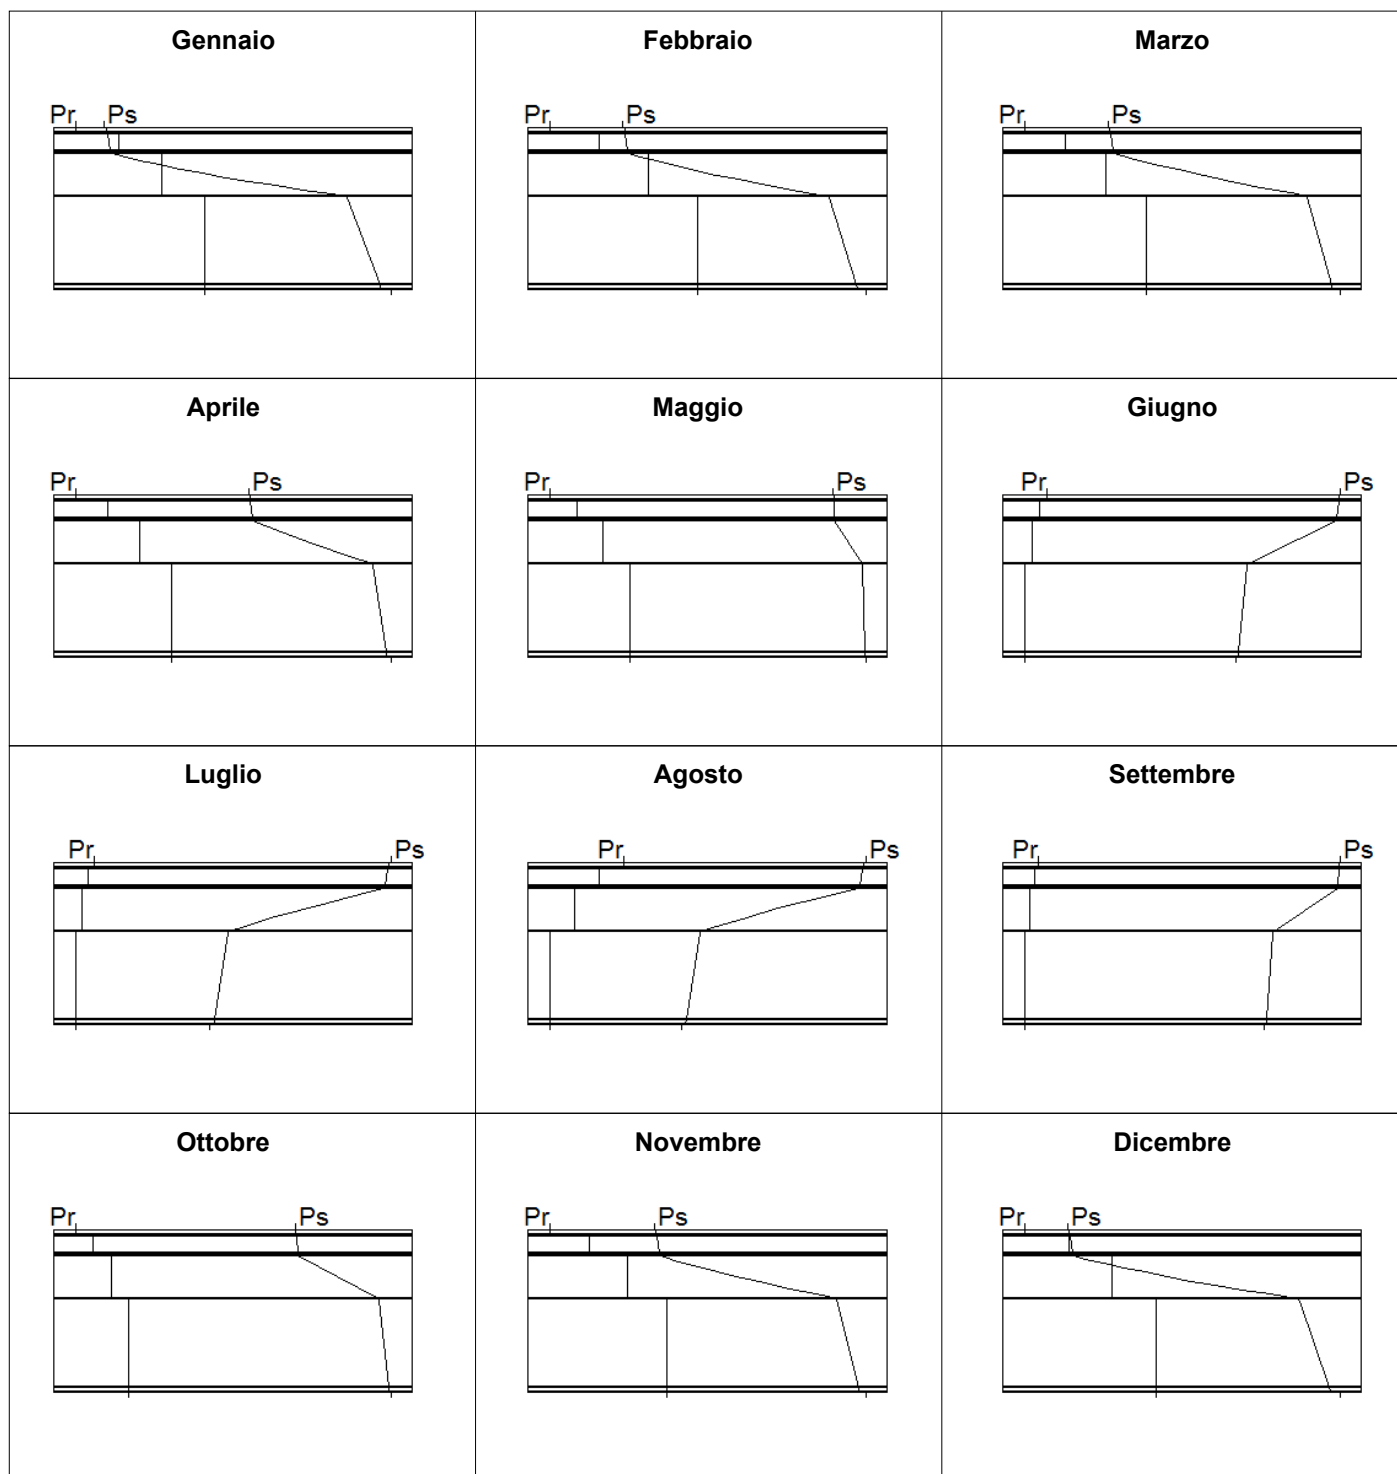 Gennaio Febbraio Marzo
Pr Ps Pr Ps Pr Ps
Aprile Maggio Giugno
Pr Ps Pr Ps Pr Ps
Luglio Agosto Settembre
Pr Ps Pr Ps Pr Ps
Ottobre Novembre Dicembre
Pr Ps Pr Ps Pr Ps